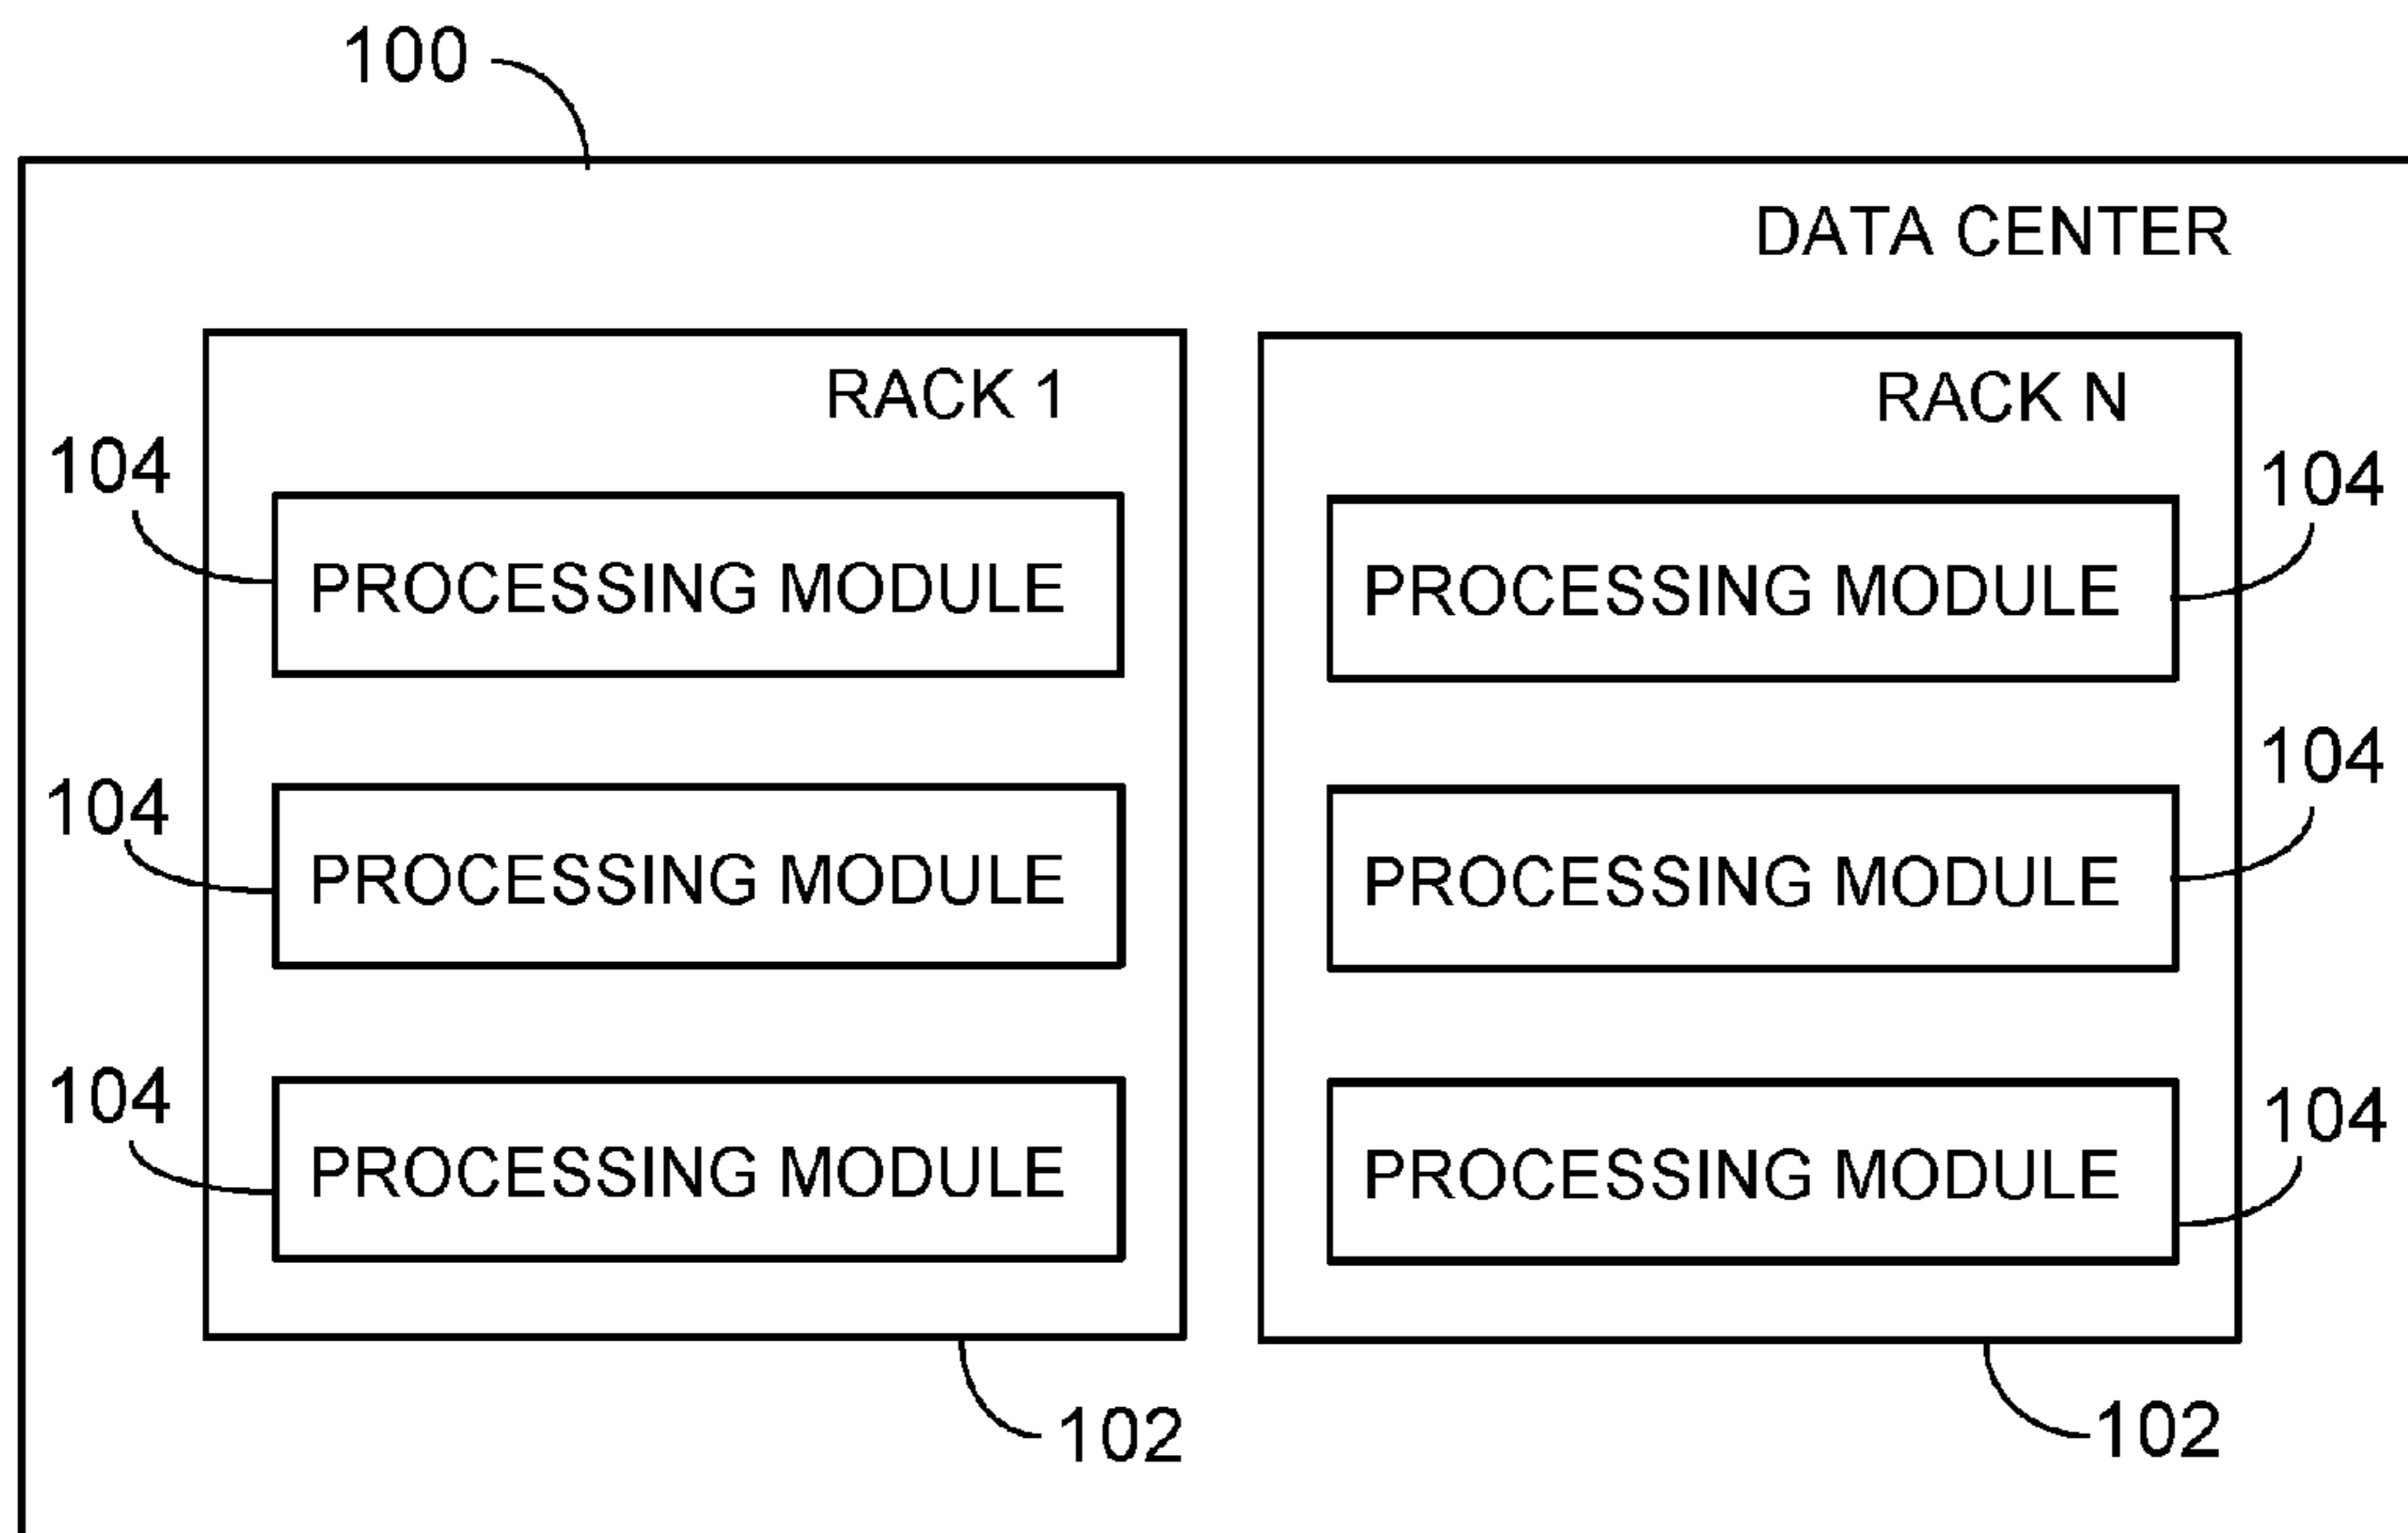 100
DATA CENTER
RACK 1
RACK N
104
PROCESSING MODULE
PROCESSING MODULE
104
104
PROCESSING MODULE
PROCESSING MODULE
104
104
PROCESSING MODULE
PROCESSING MODULE
104
102
102